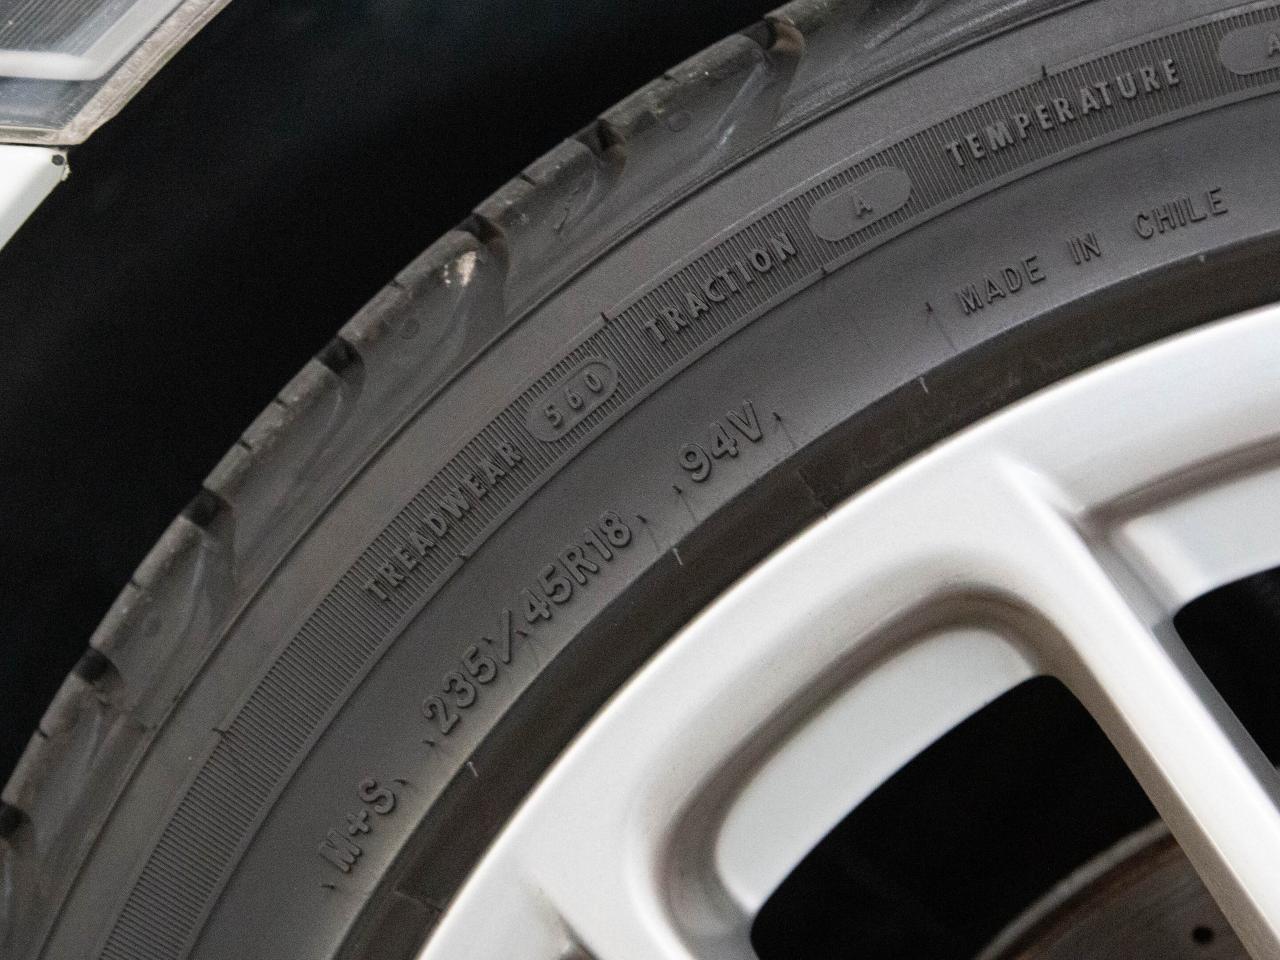 TREADWEAR 560 TRACTION A TEMPERATURE A
M+S 235/45R18 94V
MADE IN CHILE